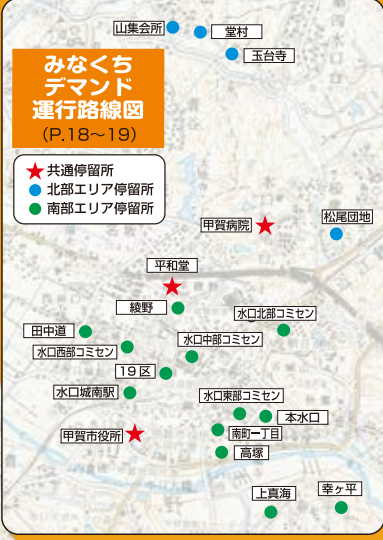 山集会所
堂村
玉台寺
みなくち
デマンド
運行路線図
(P.18〜19)
共通停留所
北部エリア停留所
南部エリア停留所
松尾団地
甲賀病院
平和堂
綾野
水口北部コミセン
田中道
水口中部コミセン
水口西部コミセン
19区
水口城南駅
水口東部コミセン
本水口
甲賀市役所
南町一丁目
高塚
上真海
幸ヶ平